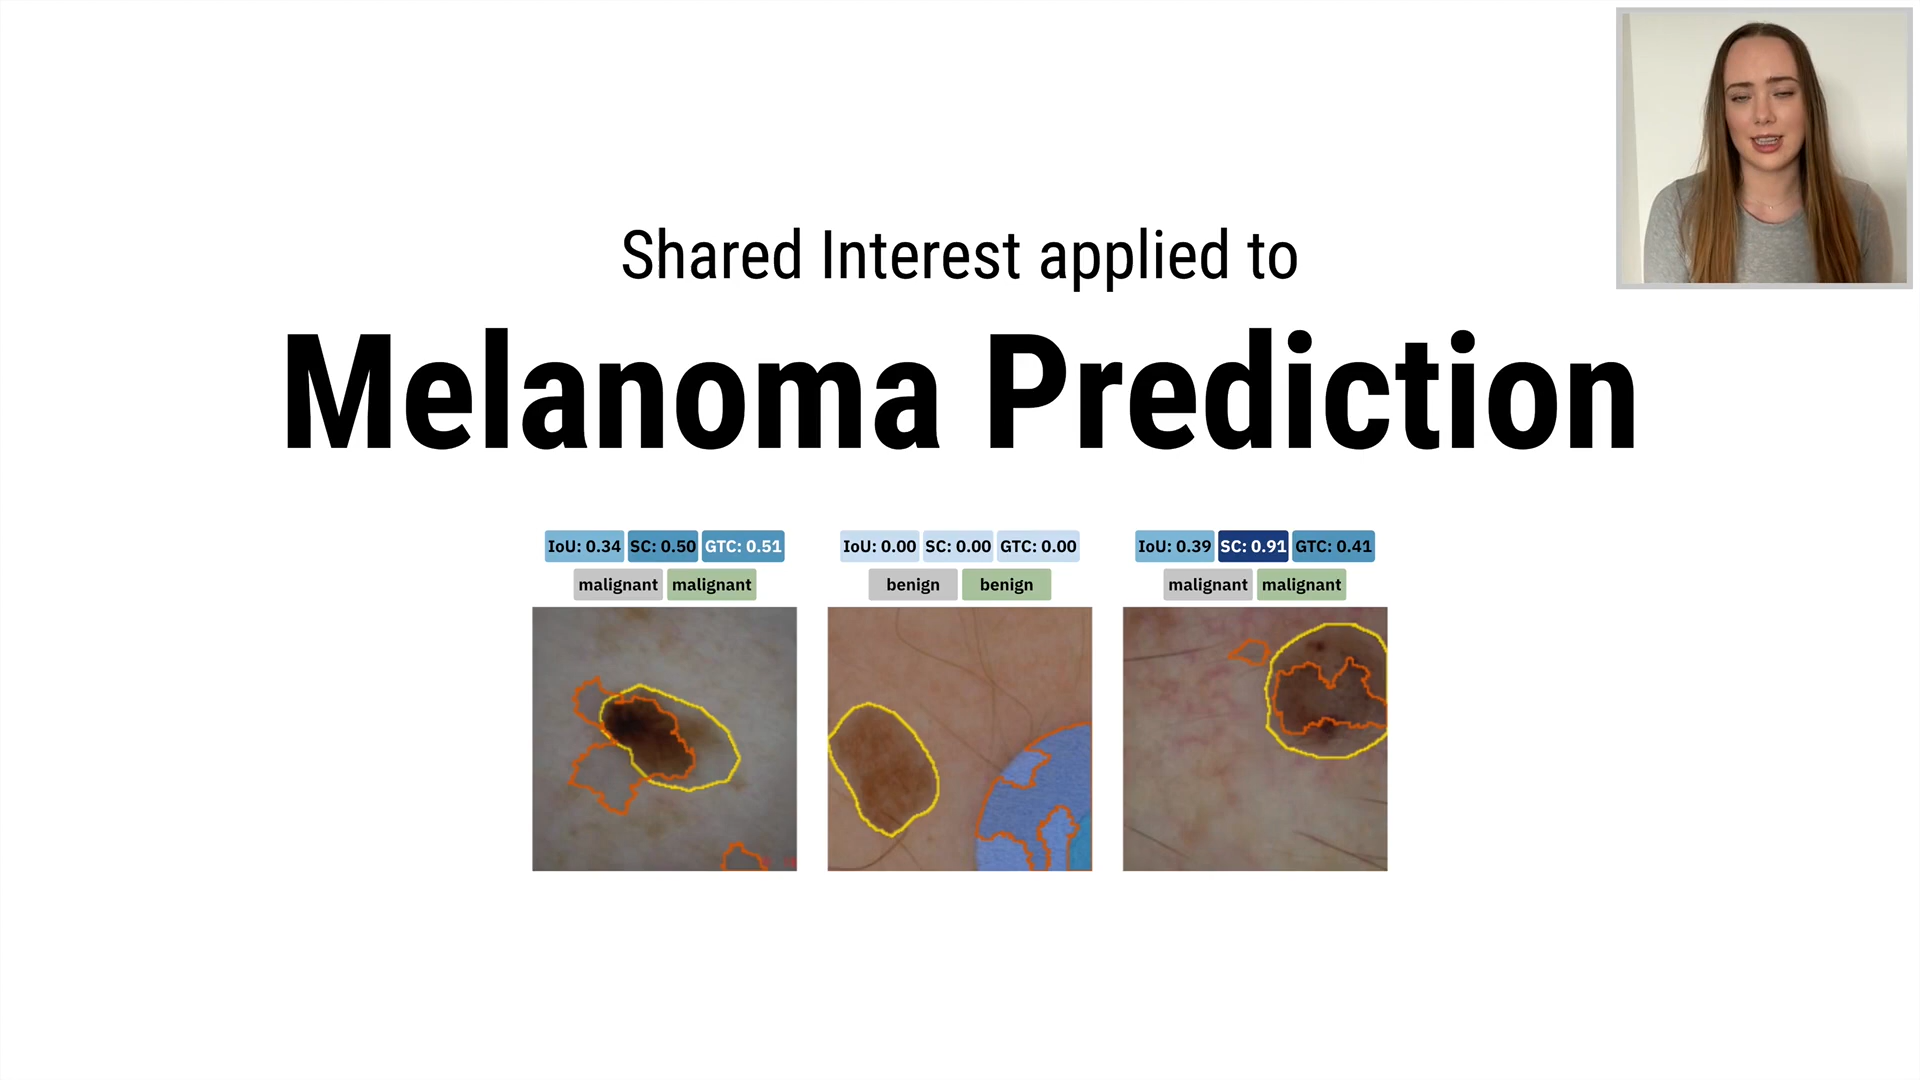 Shared Interest applied to
Melanoma Prediction
IoU: 0.34 SC: 0.50 GTC: 0.51
malignant malignant
IoU: 0.00 SC: 0.00 GTC: 0.00
benign benign
IoU: 0.39 SC: 0.91 GTC: 0.41
malignant malignant